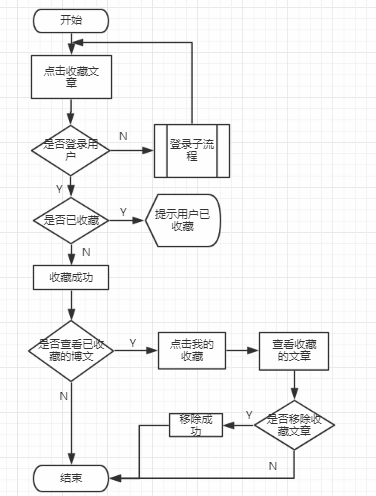 开始
点击收藏文
章
是否登录用
户
N
登录子流
程
Y
是否已收藏
Y
提示用户已
收藏
N
收藏成功
是否查看已收
藏的博文
Y
点击我的
收藏
查看收藏
的文章
N
是否移除收
藏文章
Y
移除成
功
N
结束